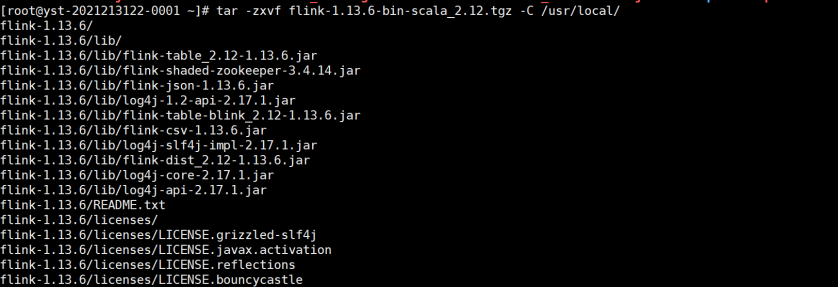 [root@yst-2021213122-0001 ~]# tar -zxvf flink-1.13.6-bin-scala_2.12.tgz -C /usr/local/
flink-1.13.6/
flink-1.13.6/lib/
flink-1.13.6/lib/flink-table_2.12-1.13.6.jar
flink-1.13.6/lib/flink-shaded-zookeeper-3.4.14.jar
flink-1.13.6/lib/flink-json-1.13.6.jar
flink-1.13.6/lib/log4j-1.2-api-2.17.1.jar
flink-1.13.6/lib/flink-table-blink_2.12-1.13.6.jar
flink-1.13.6/lib/flink-csv-1.13.6.jar
flink-1.13.6/lib/log4j-slf4j-impl-2.17.1.jar
flink-1.13.6/lib/flink-dist_2.12-1.13.6.jar
flink-1.13.6/lib/log4j-core-2.17.1.jar
flink-1.13.6/lib/log4j-api-2.17.1.jar
flink-1.13.6/README.txt
flink-1.13.6/licenses/
flink-1.13.6/licenses/LICENSE.grizzled-slf4j
flink-1.13.6/licenses/LICENSE.javax.activation
flink-1.13.6/licenses/LICENSE.reflections
flink-1.13.6/licenses/LICENSE.bouncycastle